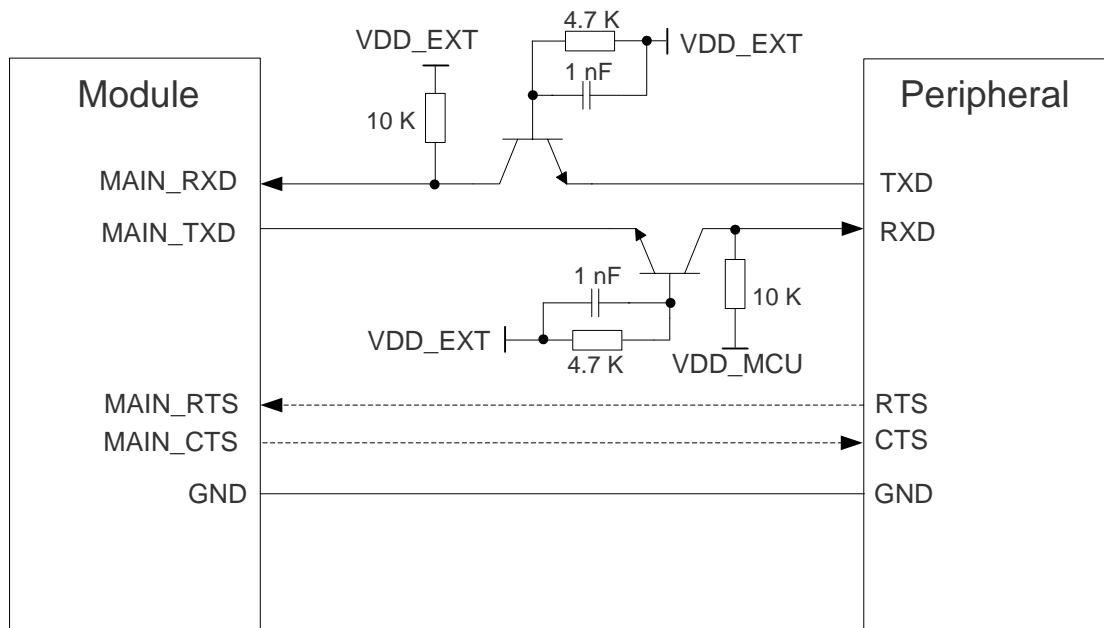 4.7 K
VDD_EXT
VDD_EXT
1 nF
Module
Peripheral
10 K
MAIN_RXD
TXD
MAIN_TXD
RXD
1 nF
10 K
VDD_EXT
4.7 K
VDD_MCU
MAIN_RTS
RTS
MAIN_CTS
CTS
GND
GND